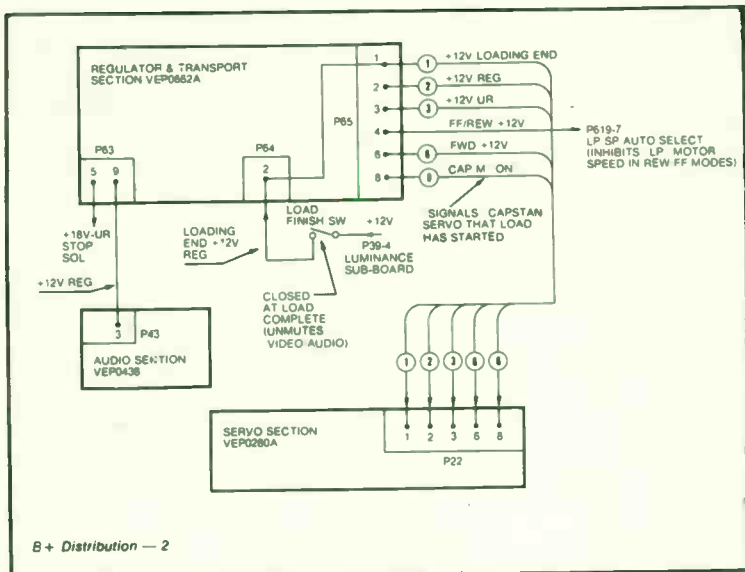 REGULATOR & TRANSPORT
SECTION VEP0662A
P63
5 9
P64
2
P65
1
2
3
4
6
8
1 +12V LOADING END
2 +12V REG
3 +12V UR
FF/REW +12V
6 FWD +12V
8 CAP M ON
P619-7
LP SP AUTO SELECT
(INHIBITS LP MOTOR
SPEED IN REW FF MODES)
SIGNALS CAPSTAN
SERVO THAT LOAD
HAS STARTED
+18V-UR
STOP
SOL
LOADING
END +12V
REG
LOAD
FINISH SW
+12V
P39-4
LUMINANCE
SUB-BOARD
+12V REG
CLOSED
AT LOAD
COMPLETE
(UNMUTES
VIDEO/AUDIO)
3 P43
AUDIO SECTION
VEP0438
1 2 3 6 8
SERVO SECTION
VEP0280A
1 2 3 6 8
P22
B+ Distribution — 2